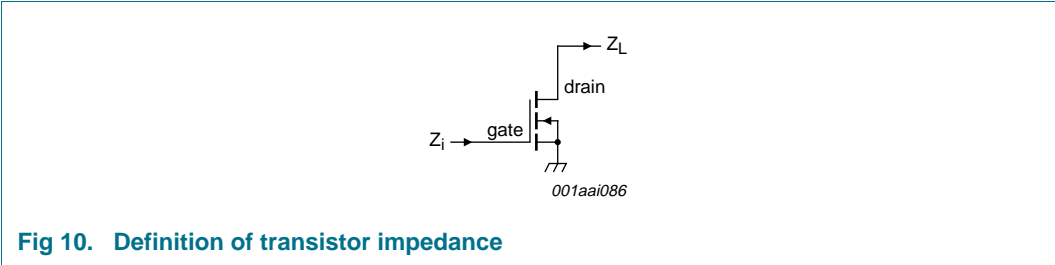 Z_L
drain
gate
Z_i
001aai086
Fig 10. Definition of transistor impedance